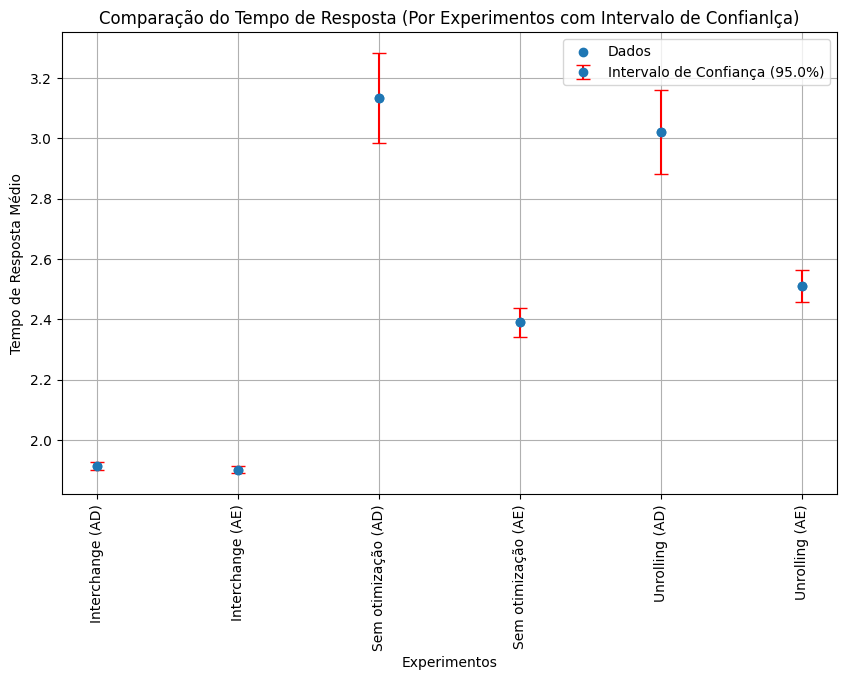 Comparação do Tempo de Resposta (Por Experimentos com Intervalo de Confianlça)
Dados
Intervalo de Confiança (95.0%)
Tempo de Resposta Médio
3.2
3.0
2.8
2.6
2.4
2.2
2.0
Interchange (AD)
Interchange (AE)
Sem otimização (AD)
Sem otimização (AE)
Unrolling (AD)
Unrolling (AE)
Experimentos